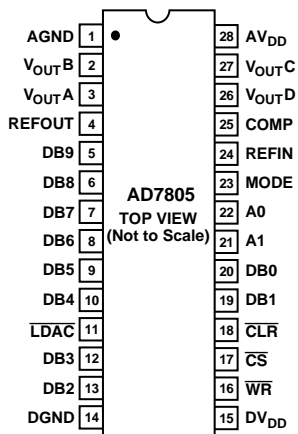 AGND 1 28 AVDD
VOUTB 2 27 VOUTC
VOUTA 3 26 VOUTD
REFOUT 4 25 COMP
DB9 5 24 REFIN
DB8 6 23 MODE
DB7 7 22 A0
DB6 8 21 A1
DB5 9 20 DB0
DB4 10 19 DB1
LDAC 11 18 CLR
DB3 12 17 CS
DB2 13 16 WR
DGND 14 15 DVDD
AD7805
TOP VIEW
(Not to Scale)